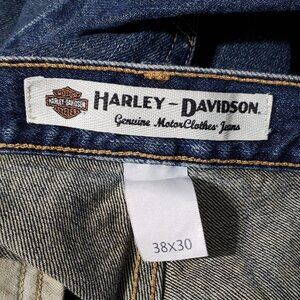 MOTOR
HARLEY-DAVIDSON
CYCLES
HARLEY-DAVIDSON
Genuine MotorClothes Jeans
38x30